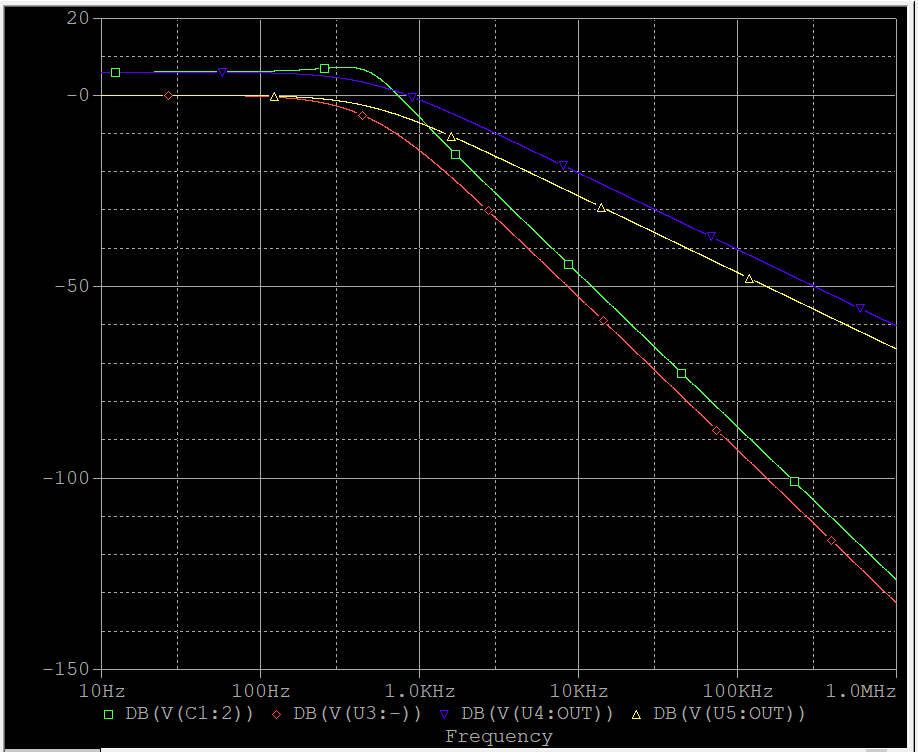 20
-0
-50
-100
-150
10Hz 100Hz 1.0KHz 10KHz 100KHz 1.0MHz
DB(V(C1:2)) DB(V(U3:-)) DB(V(U4:OUT)) DB(V(U5:OUT))
Frequency